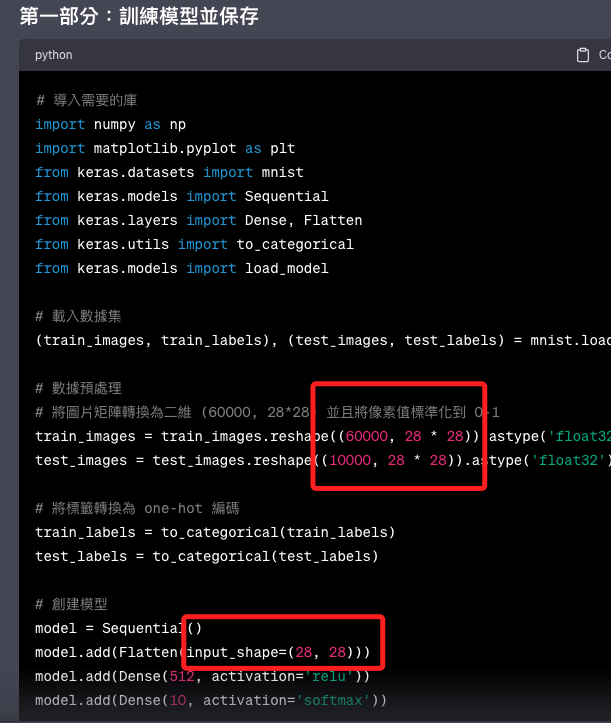 第一部分：訓練模型並保存
python
# 導入需要的庫
import numpy as np
import matplotlib.pyplot as plt
from keras.datasets import mnist
from keras.models import Sequential
from keras.layers import Dense, Flatten
from keras.utils import to_categorical
from keras.models import load_model
# 載入數據集
(train_images, train_labels), (test_images, test_labels) = mnist.load
# 數據預處理
# 將圖片矩陣轉換為二維 (60000, 28*28) 並且將像素值標準化到 0-1
train_images = train_images.reshape((60000, 28 * 28)).astype('float32
test_images = test_images.reshape((10000, 28 * 28)).astype('float32')
# 將標籤轉換為 one-hot 編碼
train_labels = to_categorical(train_labels)
test_labels = to_categorical(test_labels)
# 創建模型
model = Sequential()
model.add(Flatten(input_shape=(28, 28)))
model.add(Dense(512, activation='relu'))
model.add(Dense(10, activation='softmax'))